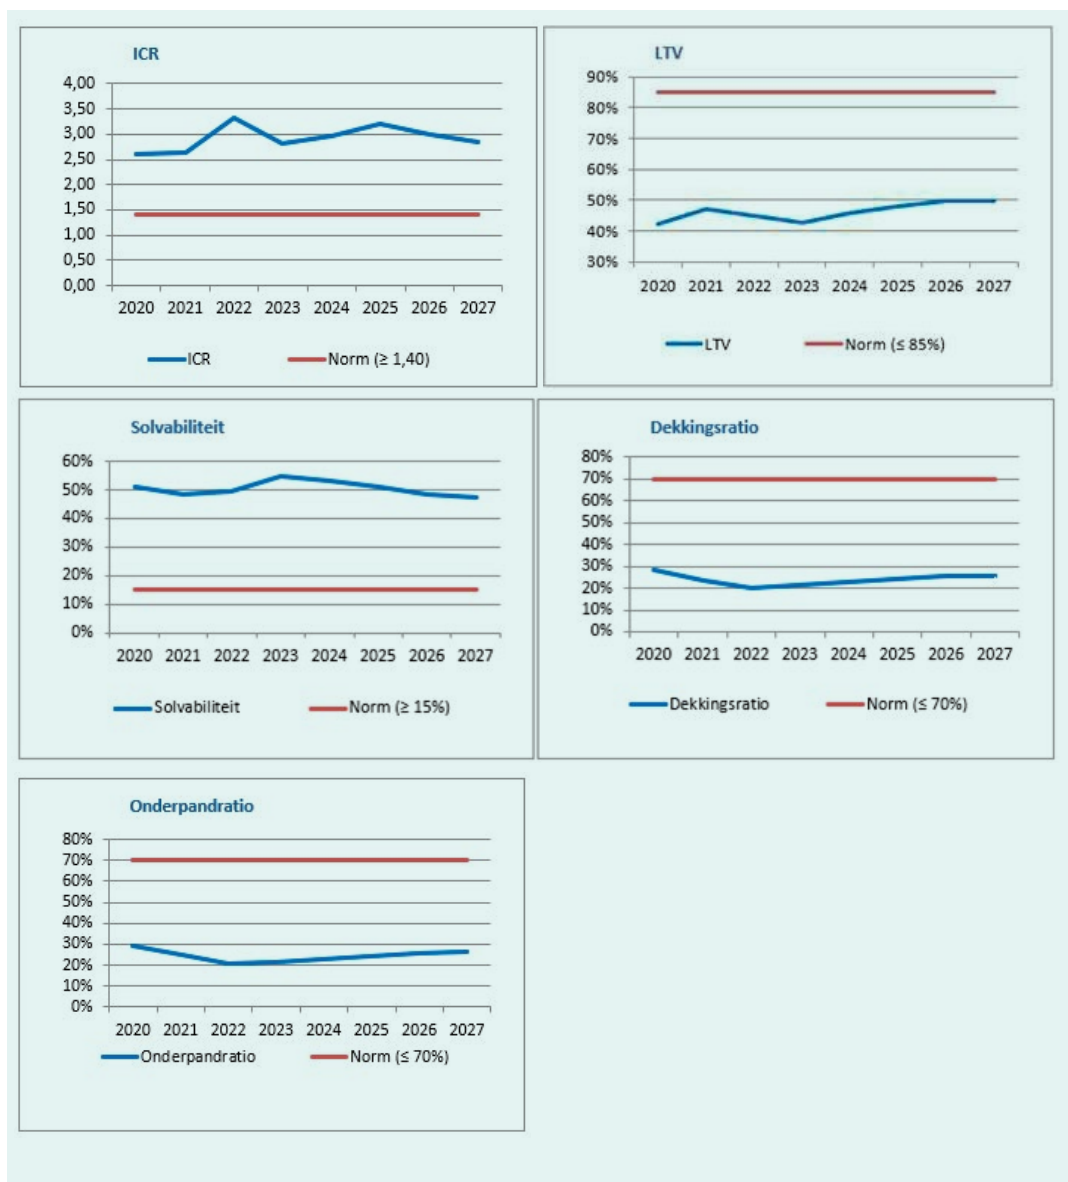 ICR
4,00
3,50
3,00
2,50
2,00
1,50
1,00
0,50
0,00
2020 2021 2022 2023 2024 2025 2026 2027
ICR Norm (≥ 1,40)
LTV
90%
80%
70%
60%
50%
40%
30%
2020 2021 2022 2023 2024 2025 2026 2027
LTV Norm (≤ 85%)
Solvabiliteit
60%
50%
40%
30%
20%
10%
0%
2020 2021 2022 2023 2024 2025 2026 2027
Solvabiliteit Norm (≥ 15%)
Dekkingsratio
80%
70%
60%
50%
40%
30%
20%
10%
0%
2020 2021 2022 2023 2024 2025 2026 2027
Dekkingsratio Norm (≤ 70%)
Onderpandratio
80%
70%
60%
50%
40%
30%
20%
10%
0%
2020 2021 2022 2023 2024 2025 2026 2027
Onderpandratio Norm (≤ 70%)